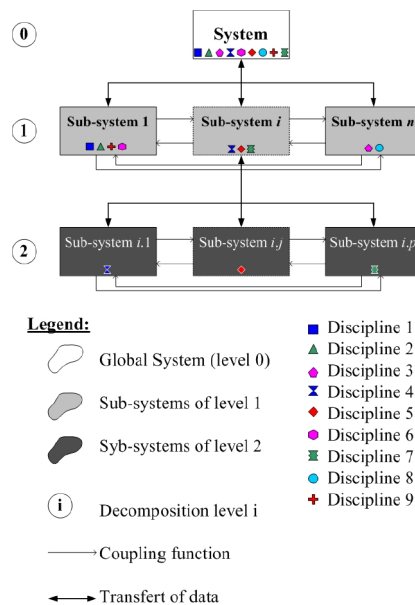 0
System
1
Sub-system 1
Sub-system i
Sub-system n
2
Sub-system i.1
Sub-system i.j
Sub-system i.p
Legend:
Global System (level 0)
Sub-systems of level 1
Syb-systems of level 2
i
Decomposition level i
Coupling function
Transfert of data
Discipline 1
Discipline 2
Discipline 3
Discipline 4
Discipline 5
Discipline 6
Discipline 7
Discipline 8
Discipline 9